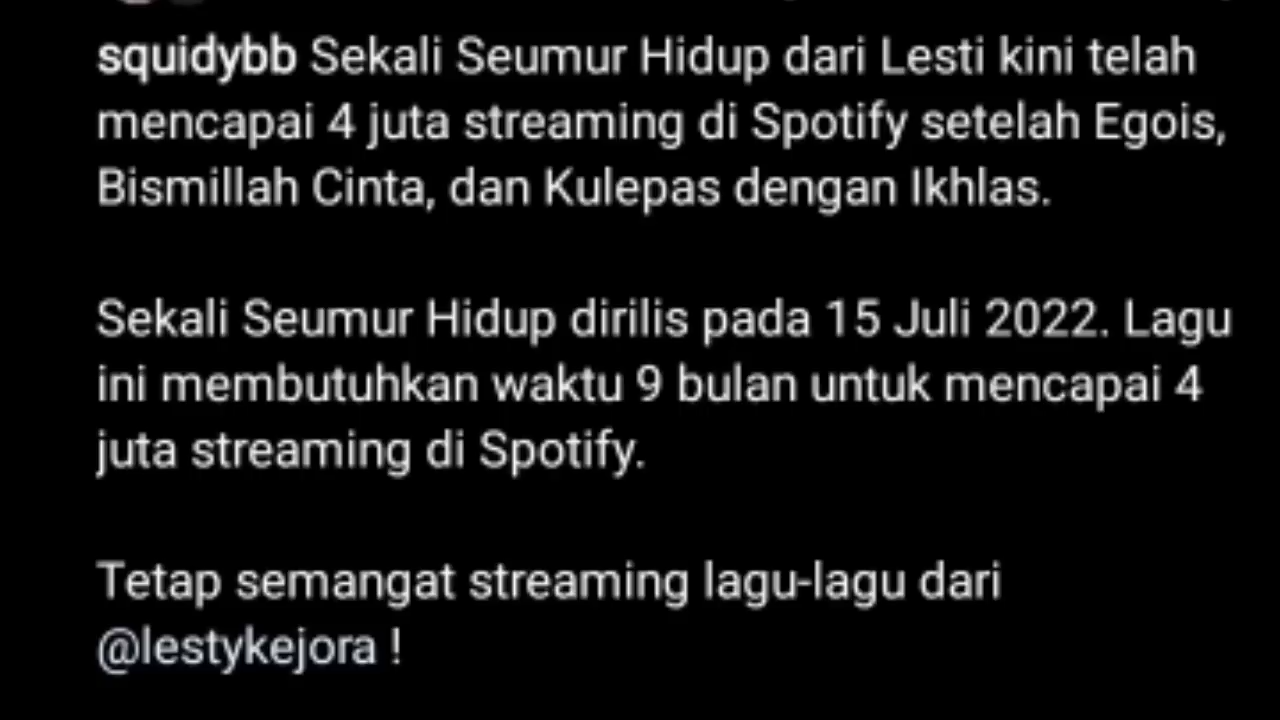 squidybb Sekali Seumur Hidup dari Lesti kini telah
mencapai 4 juta streaming di Spotify setelah Egois,
Bismillah Cinta, dan Kulepas dengan Ikhlas.
Sekali Seumur Hidup dirilis pada 15 Juli 2022. Lagu
ini membutuhkan waktu 9 bulan untuk mencapai 4
juta streaming di Spotify.
Tetap semangat streaming lagu-lagu dari
@lestykejora !